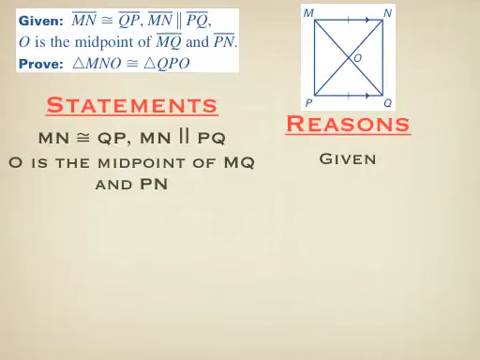 Given: MN ≅ QP, MN ∥ PQ,
O is the midpoint of MQ and PN.
Prove: △MNO ≅ △QPO
M N
O
P Q
STATEMENTS
REASONS
MN ≅ QP, MN || PQ
O IS THE MIDPOINT OF MQ
AND PN
GIVEN